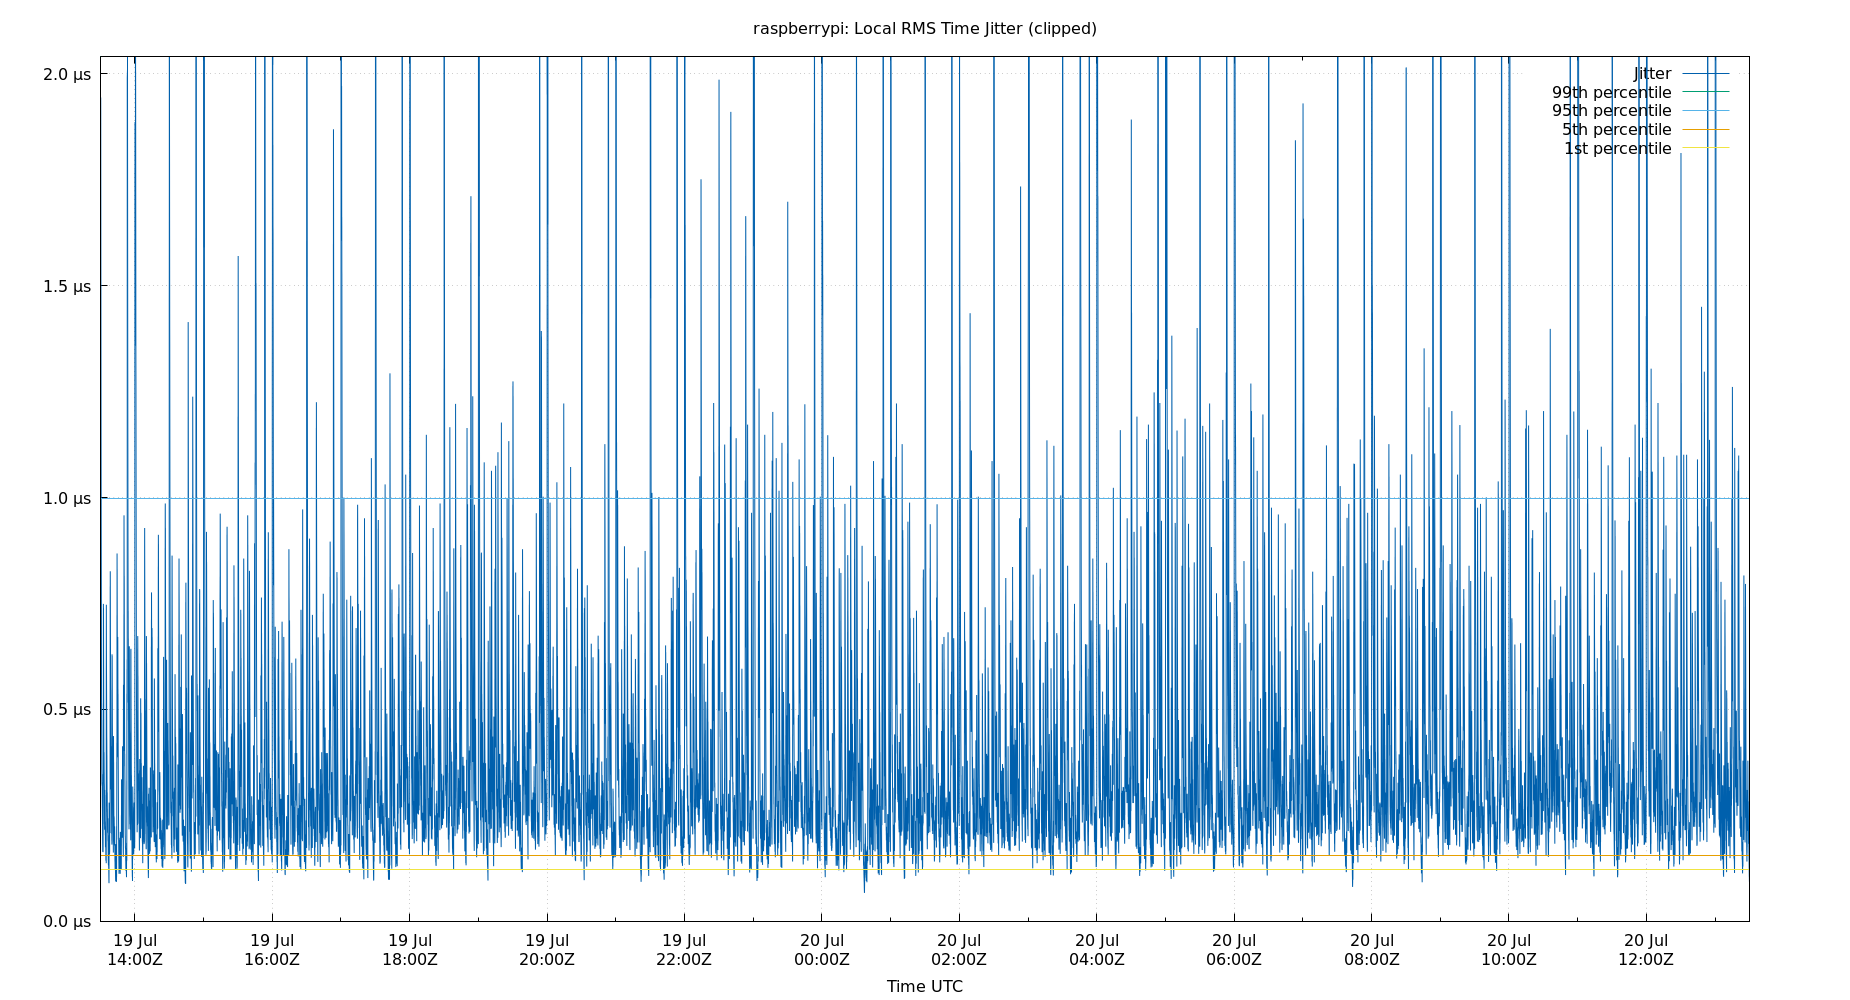 raspberrypi: Local RMS Time Jitter (clipped)
2.0 µs
1.5 µs
1.0 µs
0.5 µs
0.0 µs
Jitter
99th percentile
95th percentile
5th percentile
1st percentile
19 Jul 19 Jul 19 Jul 19 Jul 19 Jul 20 Jul 20 Jul 20 Jul 20 Jul 20 Jul 20 Jul 20 Jul
14:00Z 16:00Z 18:00Z 20:00Z 22:00Z 00:00Z 02:00Z 04:00Z 06:00Z 08:00Z 10:00Z 12:00Z
Time UTC